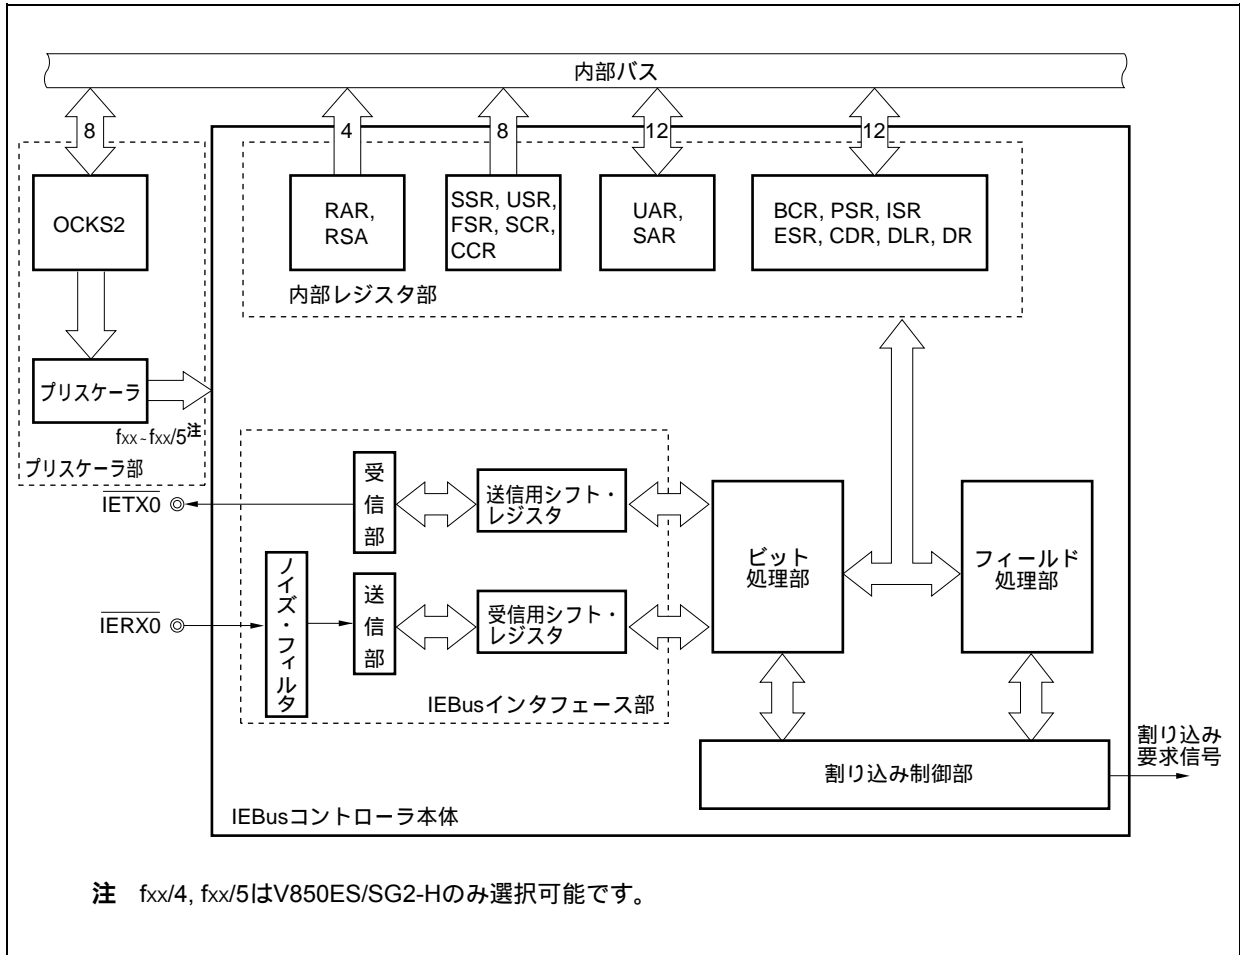 内部バス
8
4
8
12
12
OCKS2
RAR,
RSA
SSR, USR,
FSR, SCR,
CCR
UAR,
SAR
BCR, PSR, ISR
ESR, CDR, DLR, DR
内部レジスタ部
プリスケーラ
fxx~fxx/5注
プリスケーラ部
IETX0
受信部
送信用シフト・
レジスタ
ビット
処理部
フィールド
処理部
IERX0
ノイズ・フィルタ
送信部
受信用シフト・
レジスタ
IEBusインタフェース部
割り込み制御部
割り込み
要求信号
IEBusコントローラ本体
注 fxx/4, fxx/5はV850ES/SG2-Hのみ選択可能です。